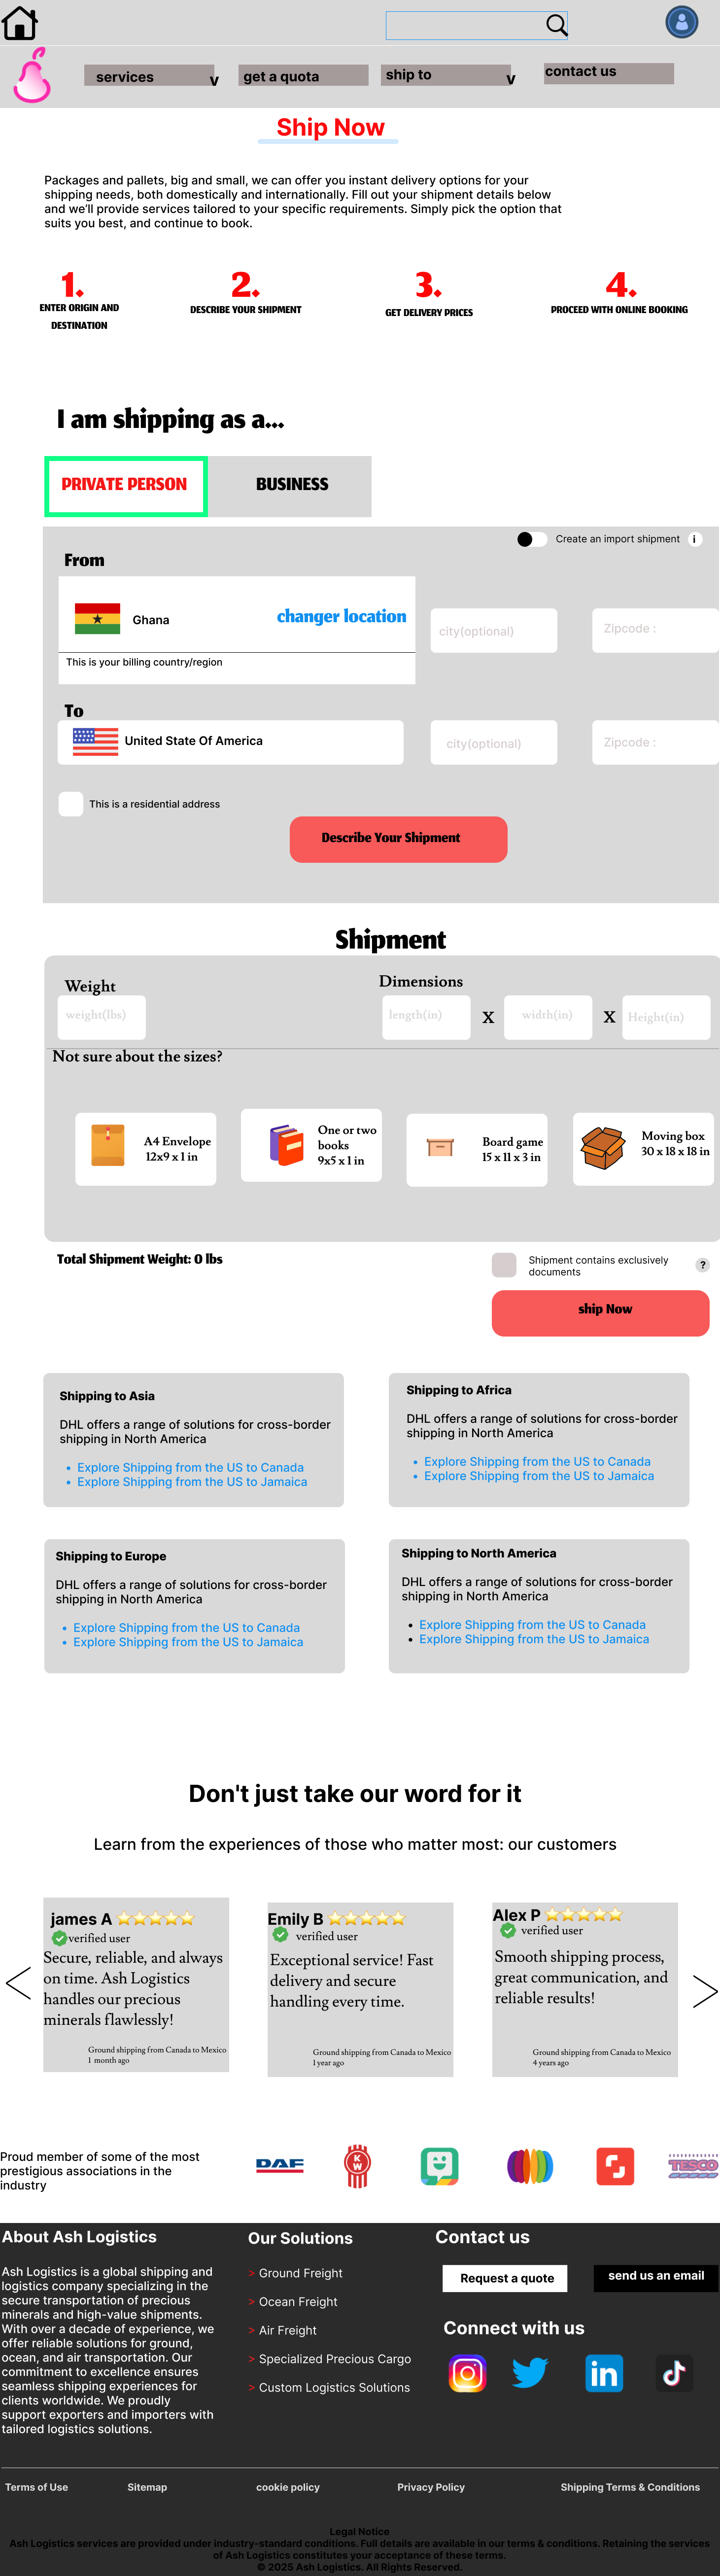 services
v
get a quota
ship to
v
contact us
Ship Now
Packages and pallets, big and small, we can offer you instant delivery options for your
shipping needs, both domestically and internationally. Fill out your shipment details below
and we'll provide services tailored to your specific requirements. Simply pick the option that
suits you best, and continue to book.
1.
ENTER ORIGIN AND
DESTINATION
2.
DESCRIBE YOUR SHIPMENT
3.
GET DELIVERY PRICES
4.
PROCEED WITH ONLINE BOOKING
I am shipping as a...
PRIVATE PERSON
BUSINESS
Create an import shipment
i
From
Ghana
changer location
city(optional)
Zipcode :
This is your billing country/region
To
United State Of America
city(optional)
Zipcode :
This is a residential address
Describe Your Shipment
Shipment
Weight
Dimensions
weight(lbs)
length(in)
X
width(in)
X
Height(in)
Not sure about the sizes?
A4 Envelope
12x9 x 1 in
One or two
books
9x5 x 1 in
Board game
15 x 11 x 3 in
Moving box
30 x 18 x 18 in
Total Shipment Weight: 0 lbs
Shipment contains exclusively
documents
?
ship Now
Shipping to Asia
DHL offers a range of solutions for cross-border
shipping in North America
• Explore Shipping from the US to Canada
• Explore Shipping from the US to Jamaica
Shipping to Africa
DHL offers a range of solutions for cross-border
shipping in North America
• Explore Shipping from the US to Canada
• Explore Shipping from the US to Jamaica
Shipping to Europe
DHL offers a range of solutions for cross-border
shipping in North America
• Explore Shipping from the US to Canada
• Explore Shipping from the US to Jamaica
Shipping to North America
DHL offers a range of solutions for cross-border
shipping in North America
• Explore Shipping from the US to Canada
• Explore Shipping from the US to Jamaica
Don't just take our word for it
Learn from the experiences of those who matter most: our customers
james A
verified user
Secure, reliable, and always
on time. Ash Logistics
handles our precious
minerals flawlessly!
Ground shipping from Canada to Mexico
1 month ago
Emily B
verified user
Exceptional service! Fast
delivery and secure
handling every time.
Ground shipping from Canada to Mexico
1 year ago
Alex P
verified user
Smooth shipping process,
great communication, and
reliable results!
Ground shipping from Canada to Mexico
4 years ago
Proud member of some of the most
prestigious associations in the
industry
DAF
KW
TESCO
About Ash Logistics
Ash Logistics is a global shipping and
logistics company specializing in the
secure transportation of precious
minerals and high-value shipments.
With over a decade of experience, we
offer reliable solutions for ground,
ocean, and air transportation. Our
commitment to excellence ensures
seamless shipping experiences for
clients worldwide. We proudly
support exporters and importers with
tailored logistics solutions.
Our Solutions
> Ground Freight
> Ocean Freight
> Air Freight
> Specialized Precious Cargo
> Custom Logistics Solutions
Contact us
Request a quote
send us an email
Connect with us
in
Terms of Use
Sitemap
cookie policy
Privacy Policy
Shipping Terms & Conditions
Legal Notice
Ash Logistics services are provided under industry-standard conditions. Full details are available in our terms & conditions. Retaining the services
of Ash Logistics constitutes your acceptance of these terms.
© 2025 Ash Logistics. All Rights Reserved.